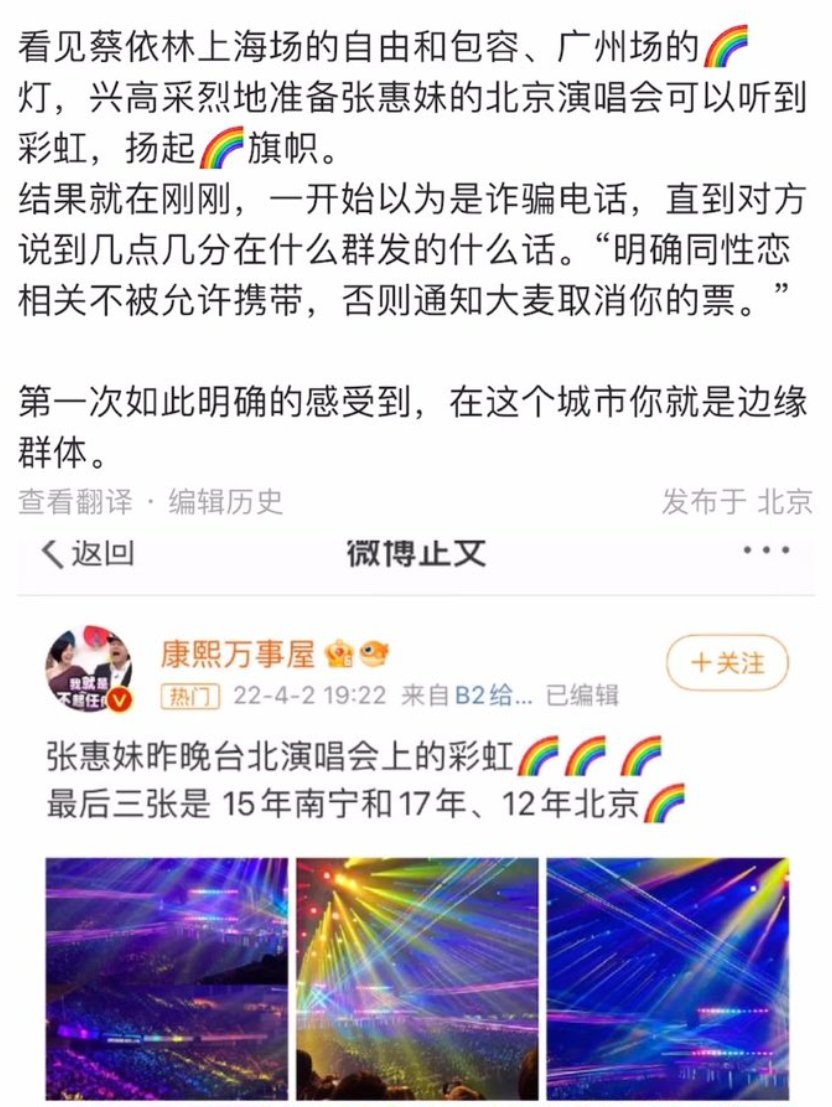 看见蔡依林上海场的自由和包容、广州场的🌈
灯，兴高采烈地准备张惠妹的北京演唱会可以听到
彩虹，扬起🌈旗帜。
结果就在刚刚，一开始以为是诈骗电话，直到对方
说到几点几分在什么群发的什么话。“明确同性恋
相关不被允许携带，否则通知大麦取消你的票。”
第一次如此明确的感受到，在这个城市你就是边缘
群体。
查看翻译 · 编辑历史 发布于 北京
返回 微博正文 ···
康熙万事屋
+关注
热门 22-4-2 19:22 来自 B2给... 已编辑
我就是
张惠妹昨晚台北演唱会上的彩虹🌈🌈🌈
最后三张是 15年南宁和17年、12年北京🌈